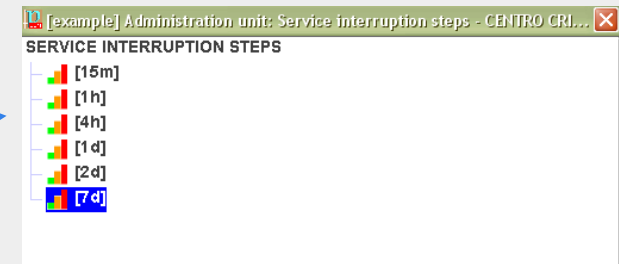 [example] Administration unit: Service interruption steps - CENTRO CRI...
SERVICE INTERRUPTION STEPS
[15m]
[1h]
[4h]
[1d]
[2d]
[7d]